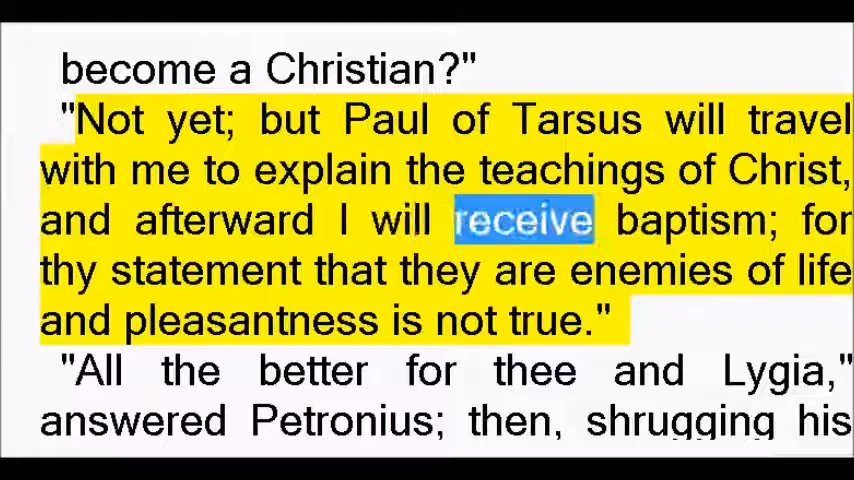 become a Christian?"
"Not yet; but Paul of Tarsus will travel
with me to explain the teachings of Christ,
and afterward I will receive baptism; for
thy statement that they are enemies of life
and pleasantness is not true."
"All the better for thee and Lygia,"
answered Petronius; then, shrugging his